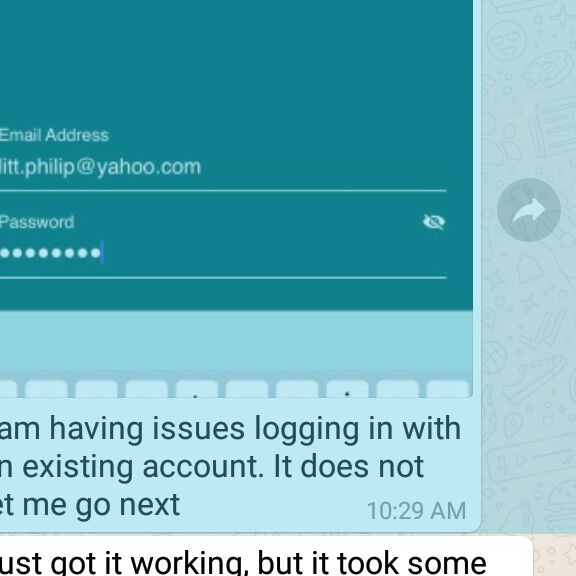 Email Address
litt.philip@yahoo.com
Password
am having issues logging in with
n existing account. It does not
et me go next
10:29 AM
ust got it working, but it took some